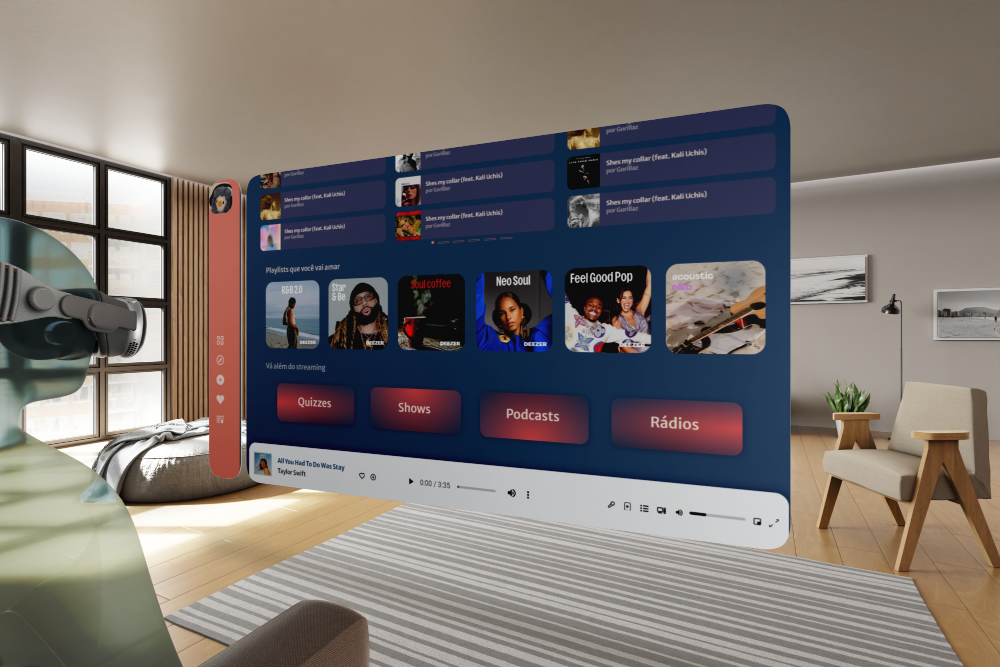 por Gorillaz
Shes my collar (feat. Kali Uchis)
por Gorillaz
Shes my collar (feat. Kali Uchis)
por Gorillaz
por Gorillaz
Shes my collar (feat. Kali Uchis)
por Gorillaz
Shes my collar (feat. Kali Uchis)
por Gorillaz
por Gorillaz
Shes my collar (feat. Kali Uchis)
por Gorillaz
Shes my collar (feat. Kali Uchis)
por Gorillaz
Playlists que você vai amar
R&B 2.0
DEEZER
Star
& Be
DEEZER
Soul coffee
DEEZER
Neo Soul
DEEZER
Feel Good Pop
DEEZER
acoustic
Vá além do streaming
Quizzes
Shows
Podcasts
Rádios
All You Had To Do Was Stay
Taylor Swift
0:00 / 3:35